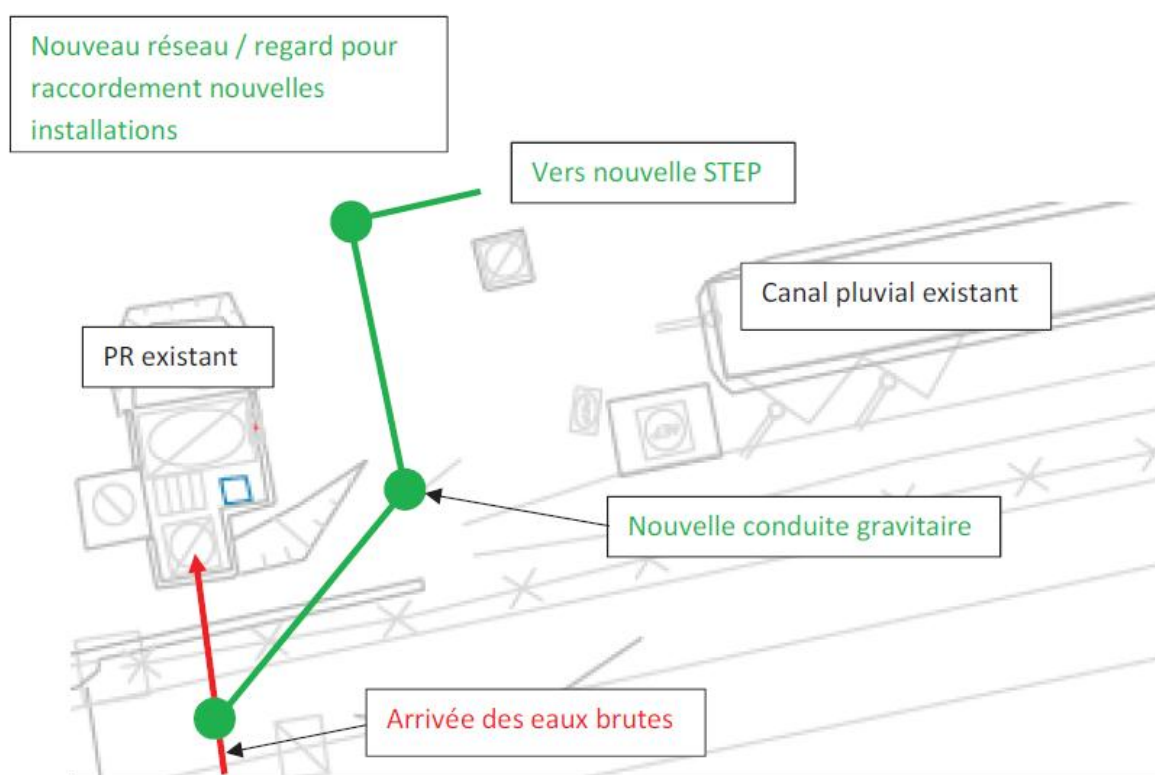 Nouveau réseau / regard pour
raccordement nouvelles
installations
Vers nouvelle STEP
Canal pluvial existant
PR existant
Nouvelle conduite gravitaire
Arrivée des eaux brutes